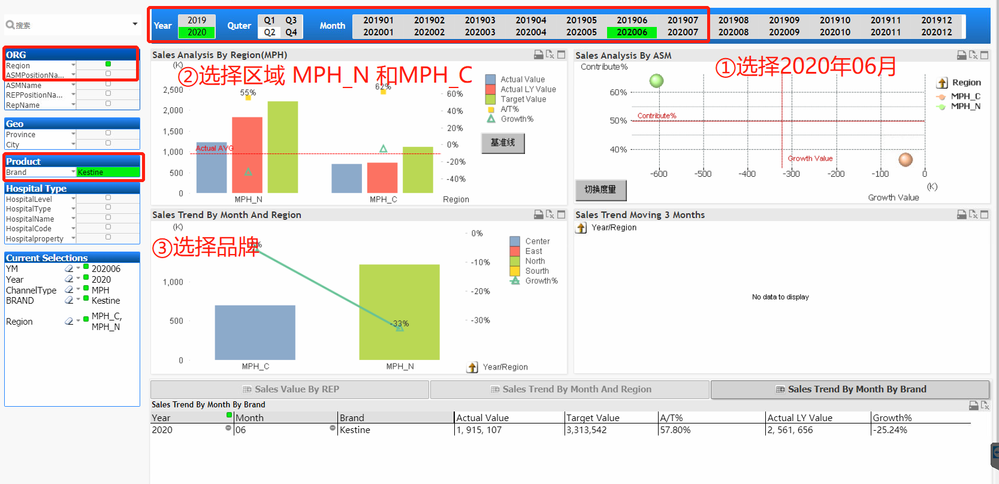 搜索
Year
2019
2020
Quter
Q1 Q3
Q2 Q4
Month
201901 201902 201903 201904 201905 201906 201907 201908 201909 201910 201911 201912
202001 202002 202003 202004 202005 202006 202007 202008 202009 202010 202011 202012
ORG
Region
ASMPositionNa...
ASMName
REPPositionNa...
RepName
Geo
Province
City
Product
Brand Kestine
Hospital Type
HospitalLevel
HospitalType
HospitalName
HospitalCode
Hospitalproperty
Current Selections
YM 202006
Year 2020
ChannelType MPH
BRAND Kestine
Region MPH_C,
MPH_N
Sales Analysis By Region(MPH)
(K)
②选择区域 MPH_N 和MPH_C
2,500
2,000
1,500
1,000
500
0
55%
62%
Actual AVG
60%
40%
20%
0%
-20%
-40%
MPH_N MPH_C Region
Actual Value
Actual LY Value
Target Value
A/T%
Growth%
基准线
Sales Analysis By ASM
Contribute%
①选择2020年06月
60%
50%
40%
Contribute%
Growth Value
-600 -500 -400 -300 -200 -100 0
(K)
Growth Value
Region
MPH_C
MPH_N
切换度量
Sales Trend By Month And Region
(K)
③选择品牌
1,000
500
0
-33%
0%
-10%
-20%
-30%
MPH_C MPH_N
Center
East
North
Sourth
Growth%
Year/Region
Sales Trend Moving 3 Months
Year/Region
No data to display
Sales Value By REP
Sales Trend By Month And Region
Sales Trend By Month By Brand
Sales Trend By Month By Brand
Year Month Brand Actual Value Target Value A/T% Actual LY Value Growth%
2020 06 Kestine 1, 915, 107 3,313,542 57.80% 2, 561, 656 -25.24%